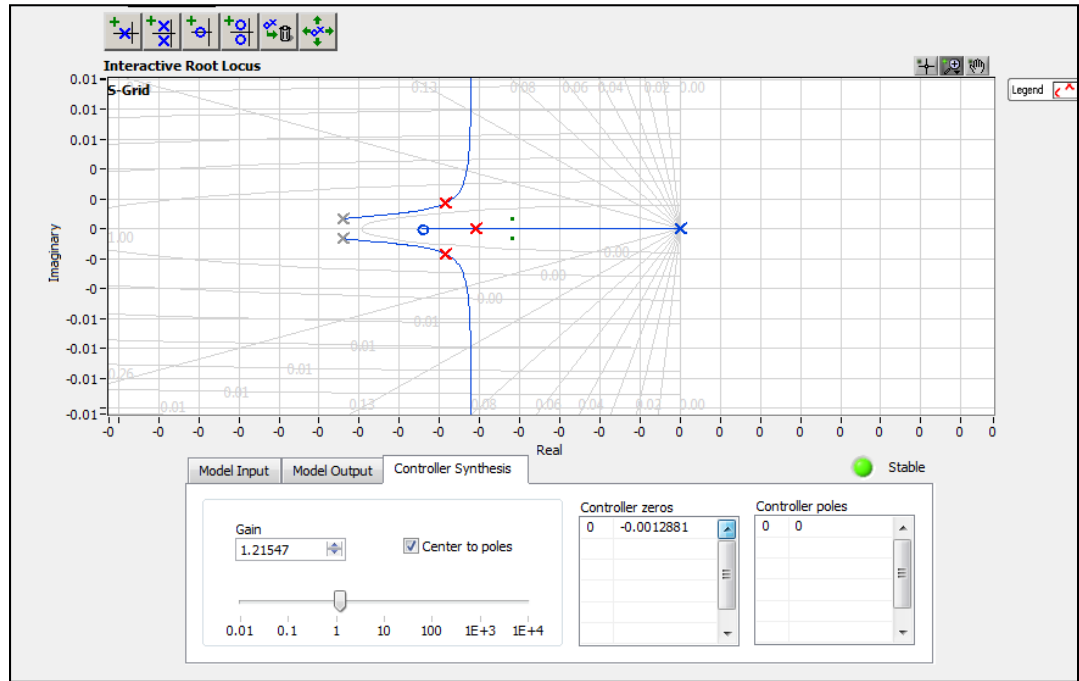 Interactive Root Locus
Legend
S-Grid
0.13 0.08 0.06 0.04 0.02 0.00
0.01
0.01
0.01
0
0
0
-0
-0
-0.01
-0.01
-0.01
-0.01
Imaginary
1.00
0.00
0.00
0.00
0.01
0.01
0.01
0.26
0.01
0.01 0.13 0.08 0.06 0.04 0.02 0.00
-0 -0 -0 -0 -0 -0 -0 -0 -0 -0 -0 -0 -0 -0 0 0 0 0 0 0 0 0 0
Real
Model Input Model Output Controller Synthesis
Stable
Gain
1.21547
Center to poles
0.01 0.1 1 10 100 1E+3 1E+4
Controller zeros
0 -0.0012881
Controller poles
0 0